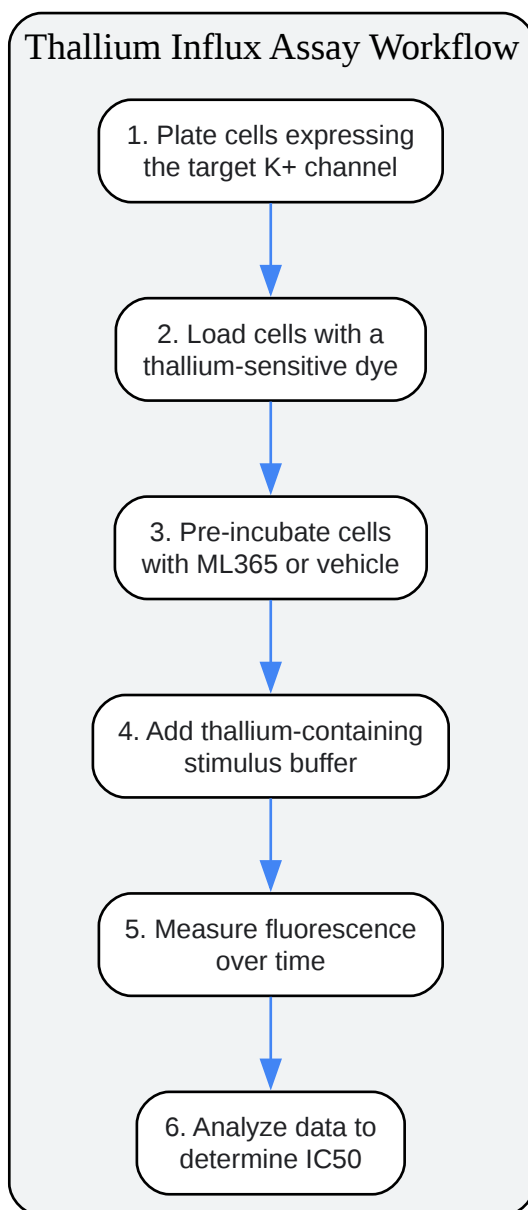 Thallium Influx Assay Workflow
1. Plate cells expressing
the target K+ channel
2. Load cells with a
thallium-sensitive dye
3. Pre-incubate cells
with ML365 or vehicle
4. Add thallium-containing
stimulus buffer
5. Measure fluorescence
over time
6. Analyze data to
determine IC50